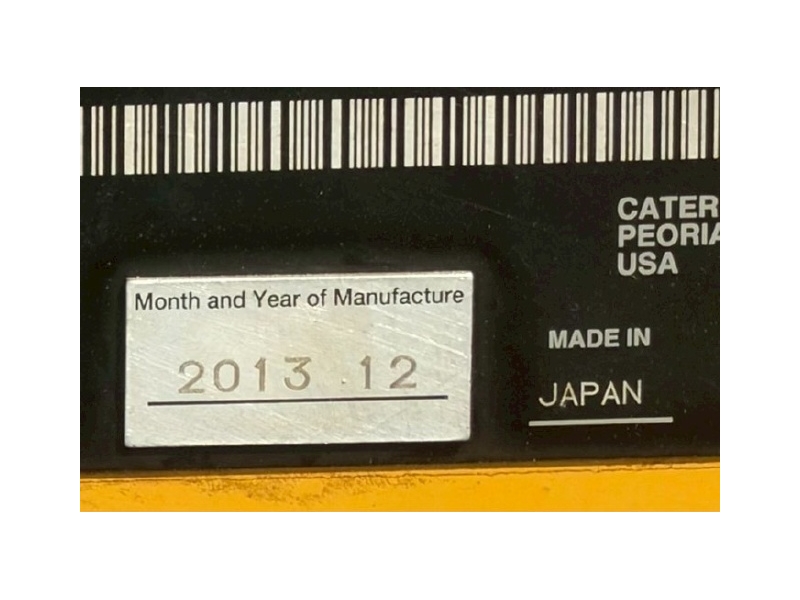 CATER
PEORIA
USA
Month and Year of Manufacture
2013.12
MADE IN
JAPAN